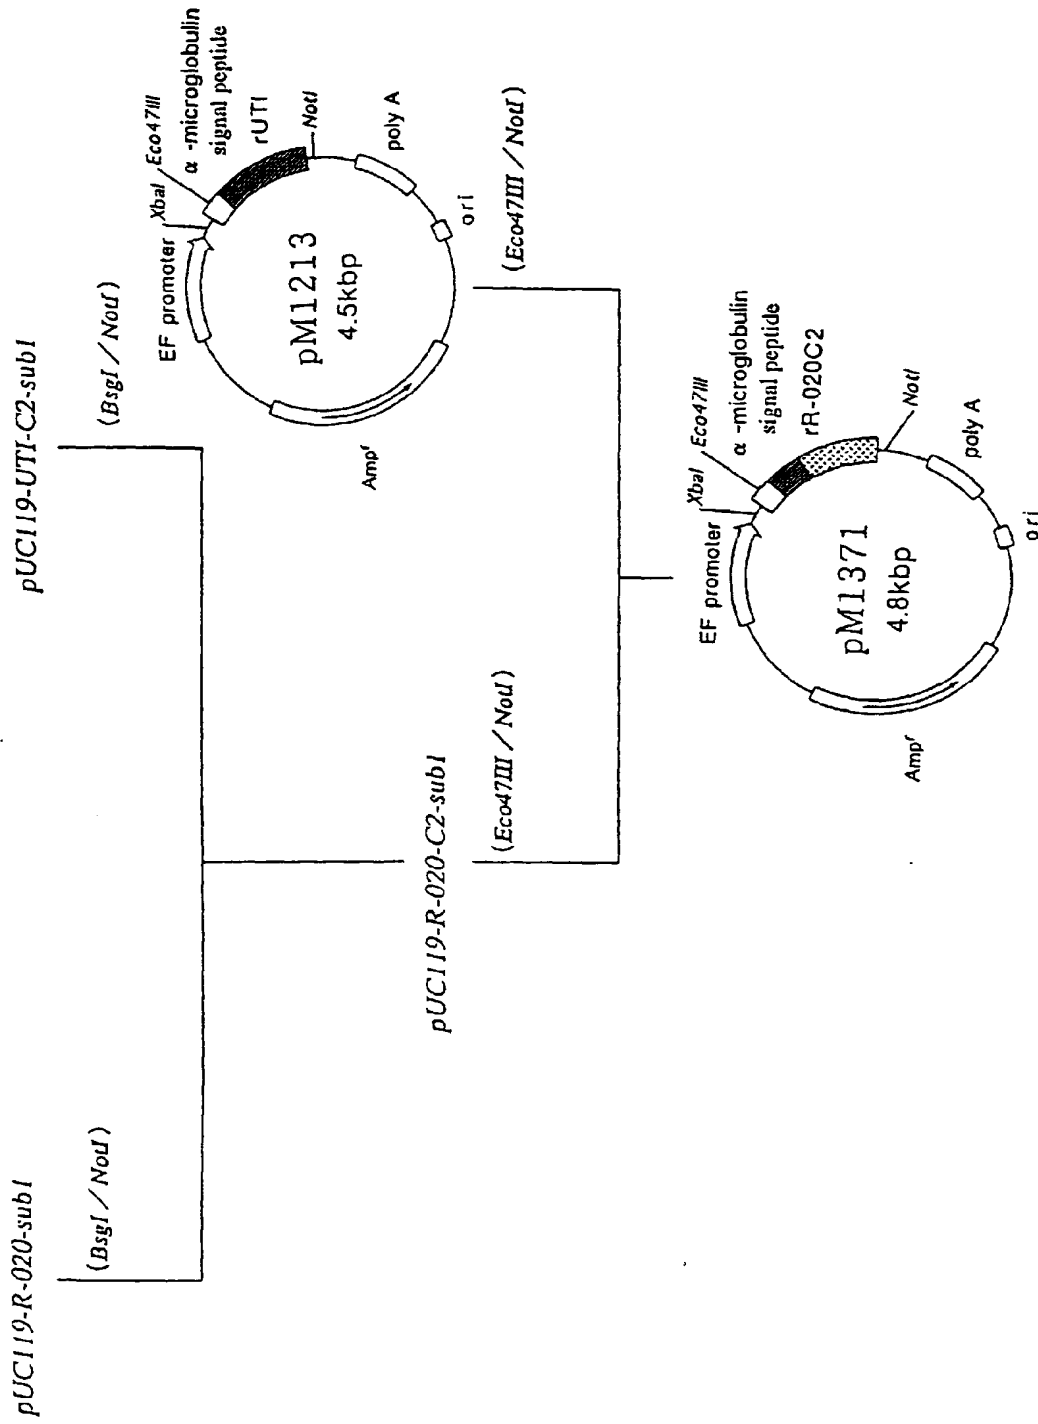 pUC119-R-020-sub1
(BsgI / NotI)
pUC119-UTI-C2-sub1
(BsgI / NotI)
pUC119-R-020-C2-sub1
(Eco47III / NotI)
EF promoter
XbaI
Eco47III
α -microglobulin
signal peptide
rUTI
NotI
poly A
ori
Ampr
pM1213
4.5kbp
(Eco47III / NotI)
EF promoter
XbaI
Eco47III
α -microglobulin
signal peptide
rR-020C2
NotI
poly A
ori
Ampr
pM1371
4.8kbp